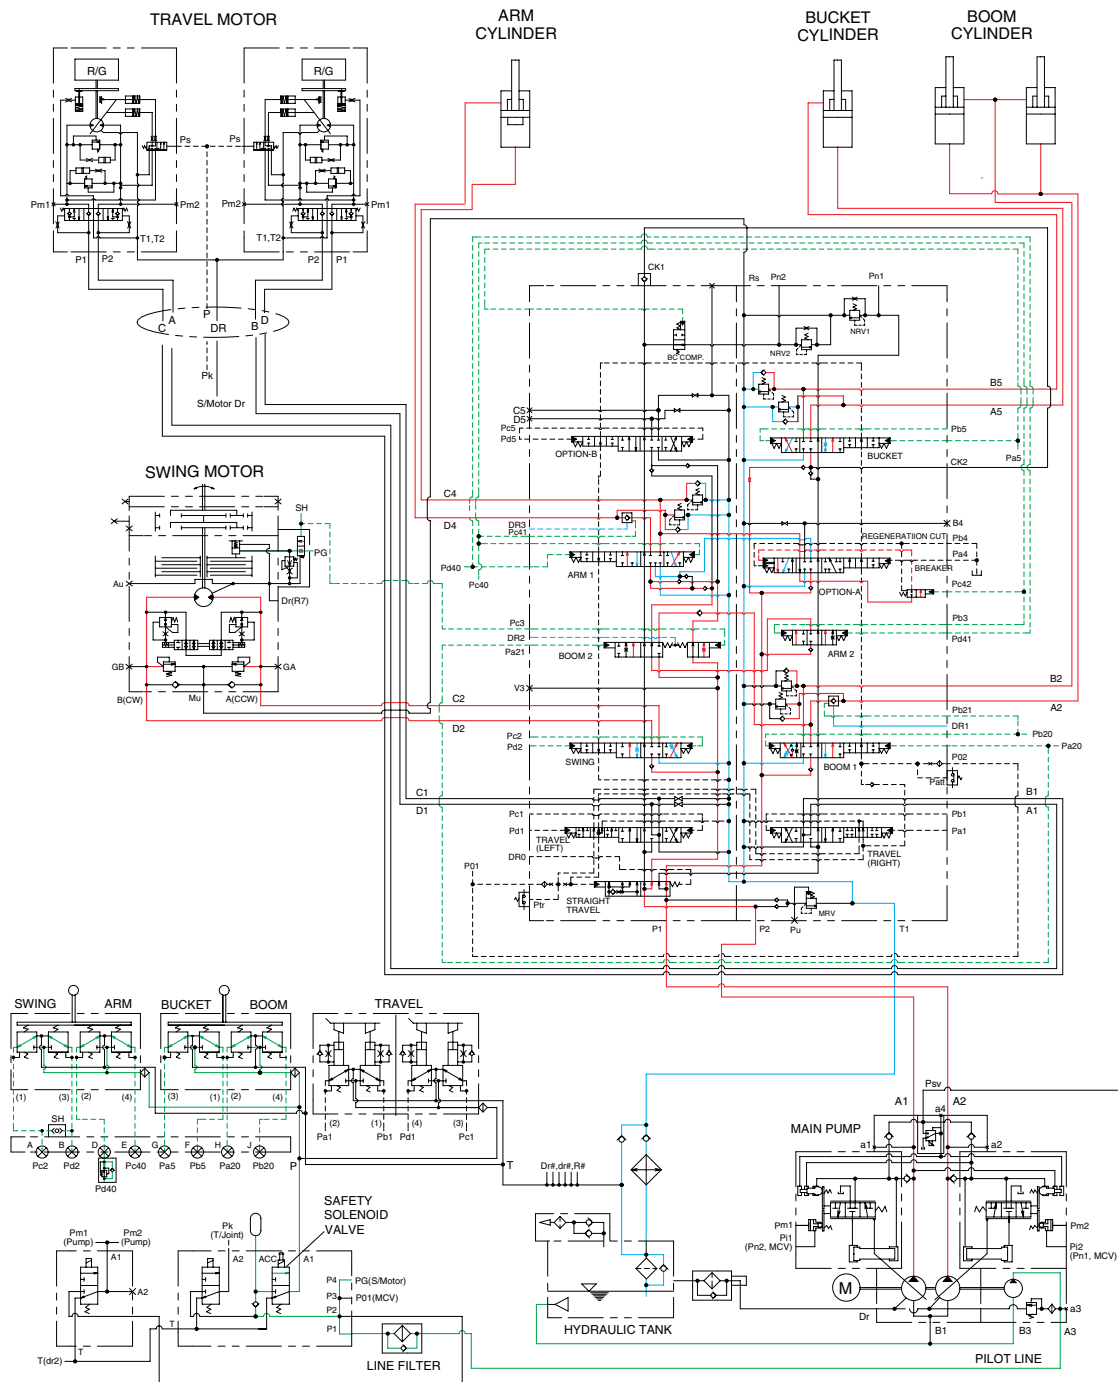 TRAVEL MOTOR
ARM
CYLINDER
BUCKET
CYLINDER
BOOM
CYLINDER
R/G
R/G
Ps
Ps
Pm1
Pm2
Pm2
Pm1
T1,T2
T1,T2
P1
P2
P2
P1
C
A
P
DR
B
D
Pk
S/Motor Dr
CK1
Rs
Pn2
Pn1
NRV1
NRV2
BC COMP.
B5
A5
C5
D5
Pc5
Pd5
OPTION-B
BUCKET
Pb5
Pa5
CK2
SWING MOTOR
SH
PG
Au
Dr(R7)
GB
GA
B(CW)
Mu
A(CCW)
C4
D4
DR3
Pc41
Pd40
Pc40
ARM 1
B4
REGENERATIION CUT
Pb4
Pa4
BREAKER
OPTION-A
Pc42
Pc3
DR2
Pa21
BOOM 2
ARM 2
Pb3
Pd41
V3
B2
A2
C2
D2
Pc2
Pd2
SWING
BOOM 1
Pb21
DR1
Pb20
Pa20
P02
Patt
C1
D1
B1
A1
Pc1
Pd1
TRAVEL
(LEFT)
TRAVEL
(RIGHT)
Pb1
Pa1
DR0
P01
Ptr
STRAIGHT
TRAVEL
MRV
P1
P2
Pu
T1
SWING
ARM
BUCKET
BOOM
TRAVEL
(1)
(3)
(2)
(4)
(3)
(1)
(2)
(4)
(2)
(1)
(4)
(3)
Pa1
Pb1
Pd1
Pc1
SH
A
B
D
E
G
F
H
J
Pc2
Pd2
Pc40
Pa5
Pb5
Pa20
Pb20
P
T
Pd40
Dr#,dr#,R#
SAFETY
SOLENOID
VALVE
Pm1
(Pump)
Pm2
(Pump)
A1
A2
T
T(dr2)
Pk
(T/Joint)
A2
ACC
A1
T
P4
PG(S/Motor)
P3
P01(MCV)
P2
P1
LINE FILTER
HYDRAULIC TANK
MAIN PUMP
Psv
A1
A2
a4
a1
a2
Pm1
Pi1
(Pn2, MCV)
Pm2
Pi2
(Pn1, MCV)
M
Dr
B1
B3
A3
a3
PILOT LINE